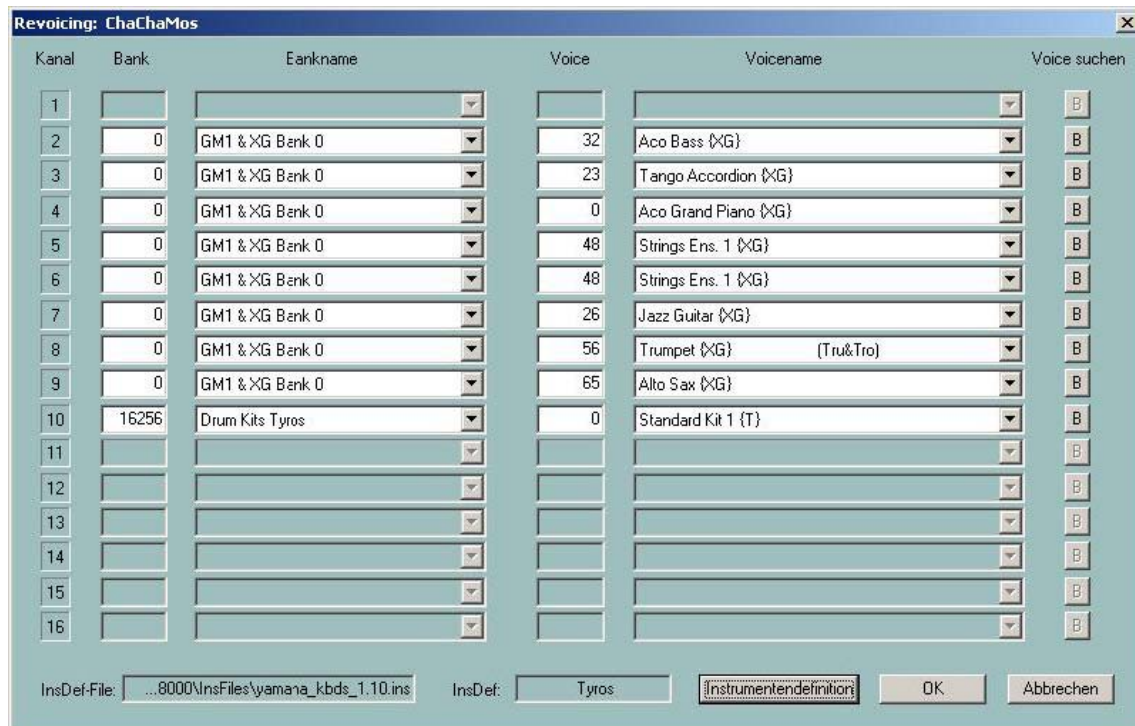 Revoicing: ChaChaMos
Kanal Bank Bankname Voice Voicename Voice suchen
1 B
2 0 GM1 & XG Bank 0 32 Aco Bass {XG} B
3 0 GM1 & XG Bank 0 23 Tango Accordion {XG} B
4 0 GM1 & XG Bank 0 0 Aco Grand Piano {XG} B
5 0 GM1 & XG Bank 0 48 Strings Ens. 1 {XG} B
6 0 GM1 & XG Bank 0 48 Strings Ens. 1 {XG} B
7 0 GM1 & XG Bank 0 26 Jazz Guitar {XG} B
8 0 GM1 & XG Bank 0 56 Trumpet {XG} (Tru&Tro) B
9 0 GM1 & XG Bank 0 65 Alto Sax {XG} B
10 16256 Drum Kits Tyros 0 Standard Kit 1 {T} B
11 B
12 B
13 B
14 B
15 B
16 B
InsDef-File: ...8000\InsFiles\yamaha_kbds_1.10.ins InsDef: Tyros Instrumentendefinition OK Abbrechen